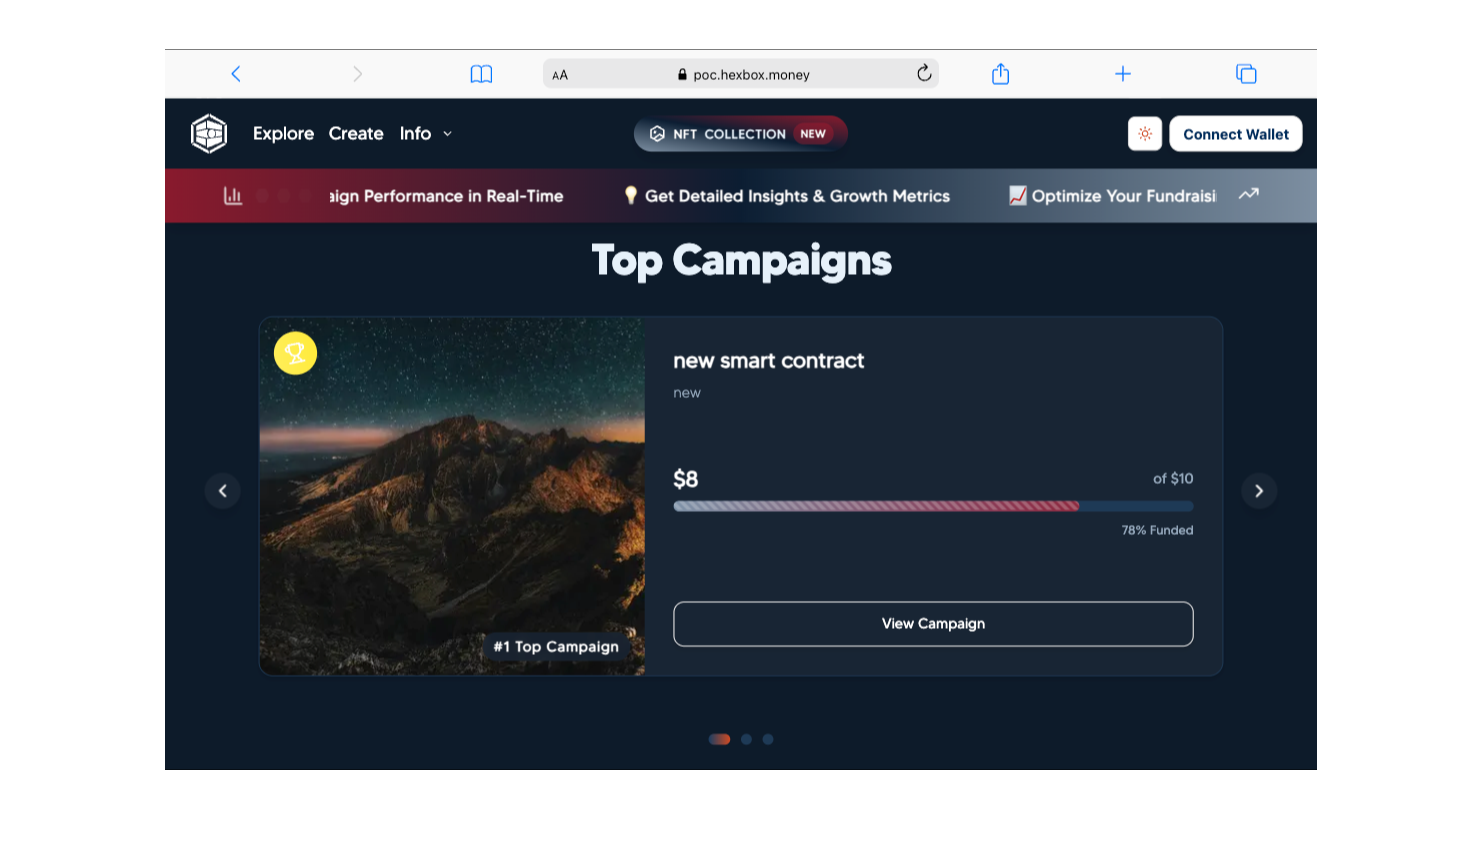 AA
poc.hexbox.money
Explore Create Info
NFT COLLECTION NEW
Connect Wallet
aign Performance in Real-Time
Get Detailed Insights & Growth Metrics
Optimize Your Fundraisi
Top Campaigns
new smart contract
new
$8
of $10
78% Funded
View Campaign
#1 Top Campaign